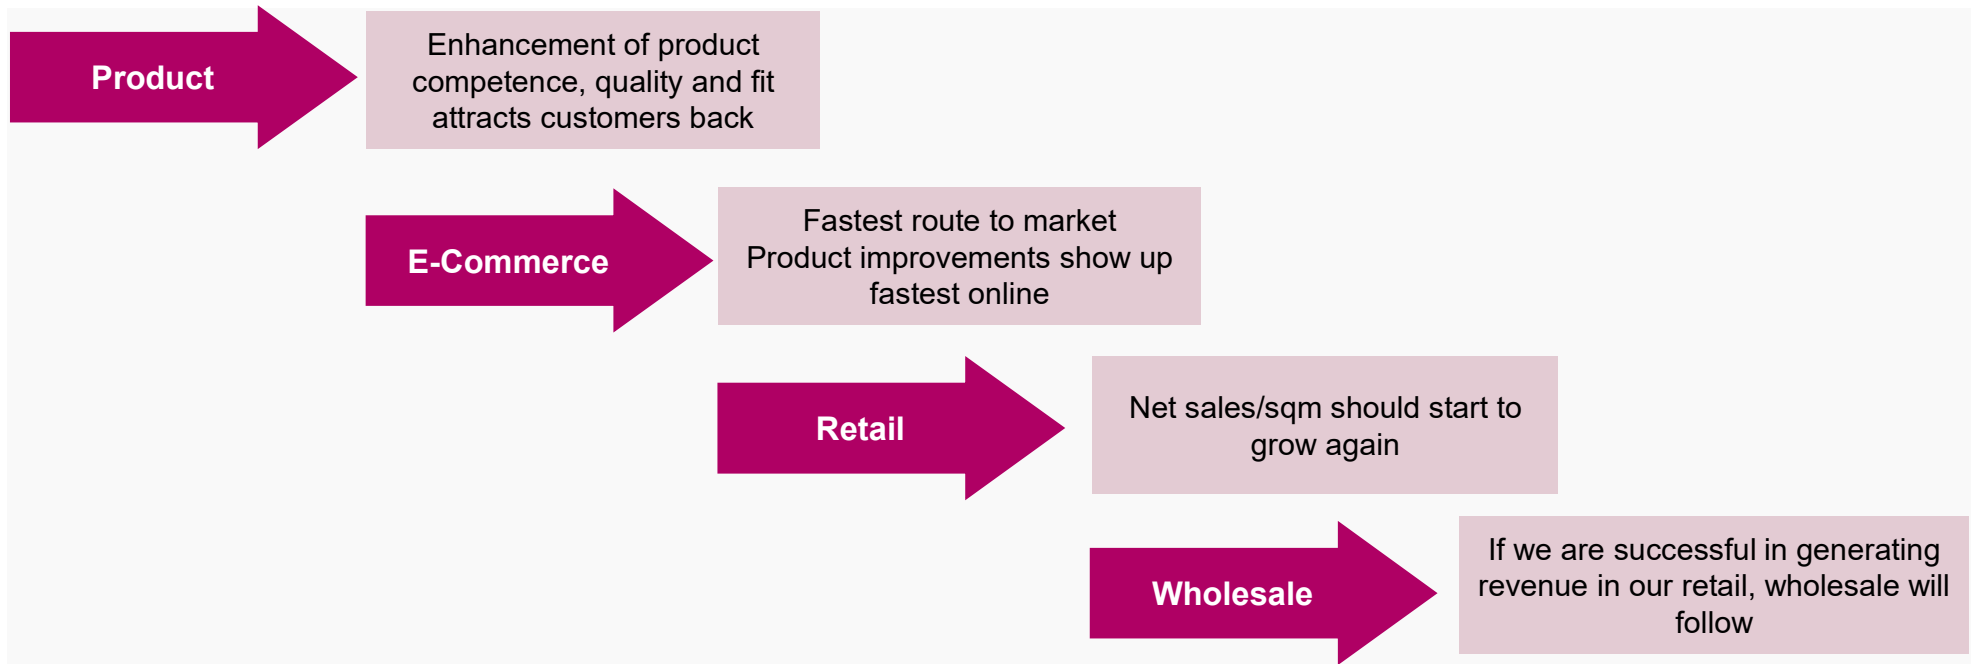 Product
Enhancement of product
competence, quality and fit
attracts customers back
E-Commerce
Fastest route to market
Product improvements show up
fastest online
Retail
Net sales/sqm should start to
grow again
Wholesale
If we are successful in generating
revenue in our retail, wholesale will
follow